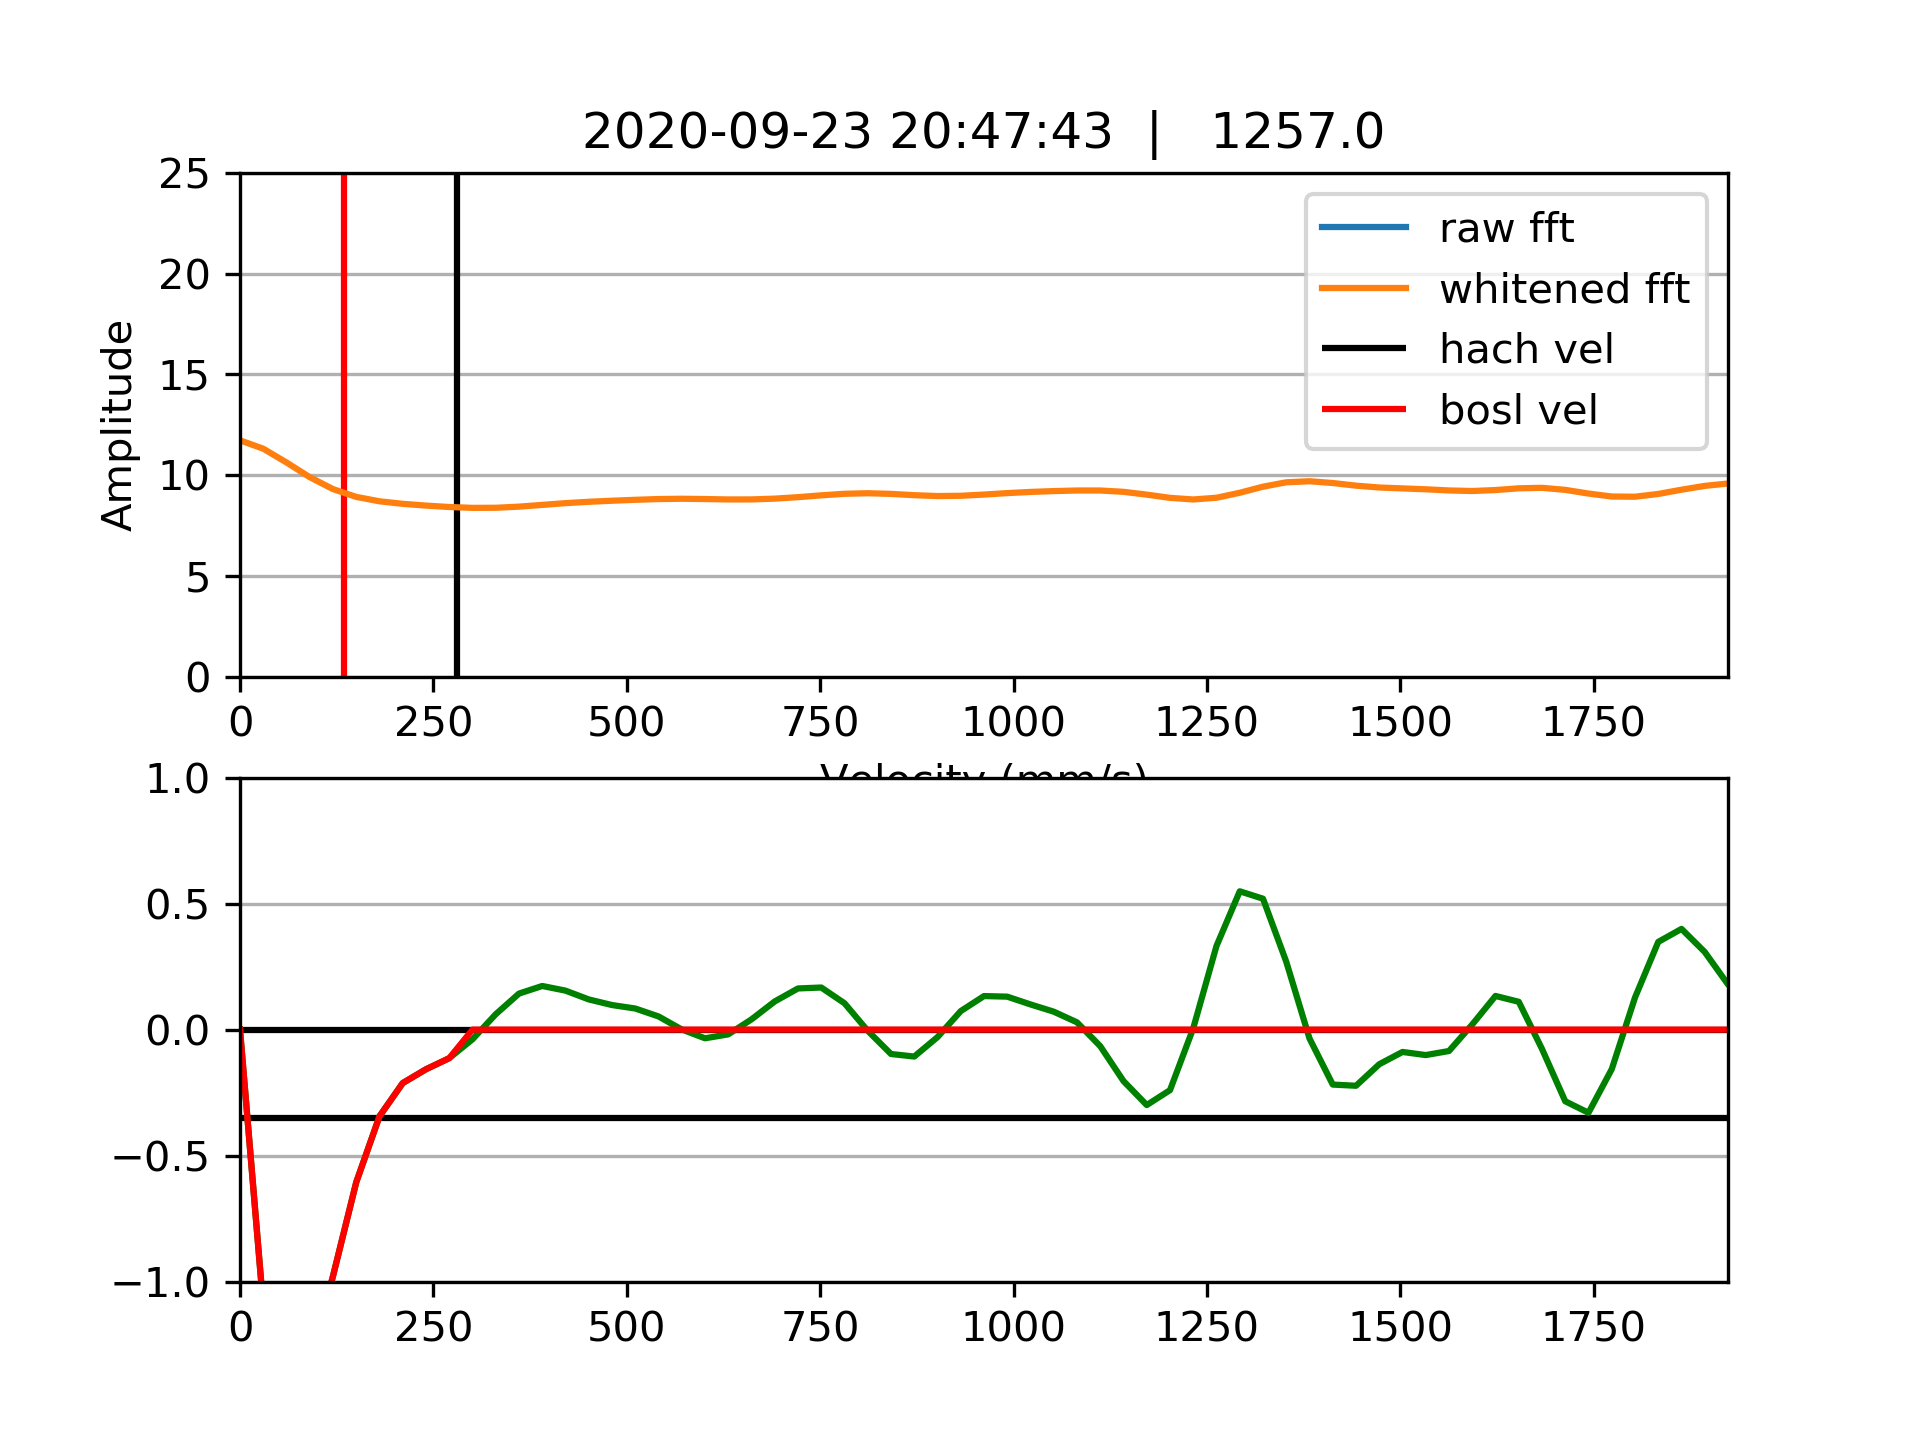 2020-09-23 20:47:43 | 1257.0
25
20
15
10
5
0
Amplitude
raw fft
whitened fft
hach vel
bosl vel
0 250 500 750 1000 1250 1500 1750
Velocity (mm/s)
1.0
0.5
0.0
−0.5
−1.0
0 250 500 750 1000 1250 1500 1750